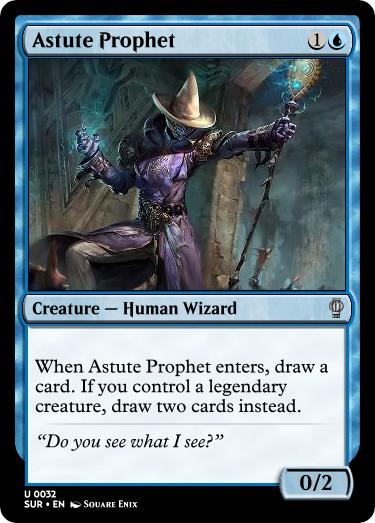 Astute Prophet 1
Creature — Human Wizard
When Astute Prophet enters, draw a
card. If you control a legendary
creature, draw two cards instead.
“Do you see what I see?”
0/2
U 0032
SUR • EN Square Enix